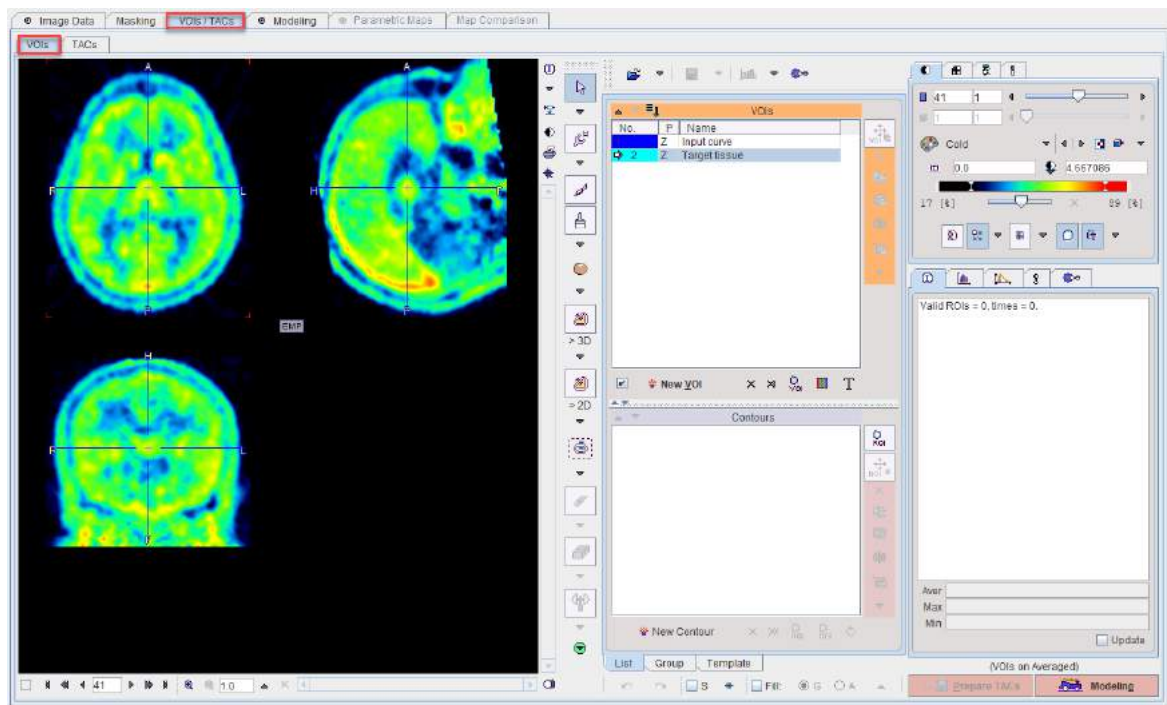 Image Data Masking VOIs / TACs Modeling Parametric Maps Map Comparison
VOIs TACs
A A
R L H
P P
EMP
H
R L
F
41 1.0
> 3D
> 2D
VOIs
No. P Name
Z Input curve
2 Z Target tissue
New VOI T
Contours
New Contour
List Group Template
S Fill: G A
41 1
1 1
Cold
0.0 4.667086
17 [%] 89 [%]
Valid ROIs = 0, times = 0.
Aver
Max
Min
Update
(VOIs on Averaged)
Prepare TACs Modeling